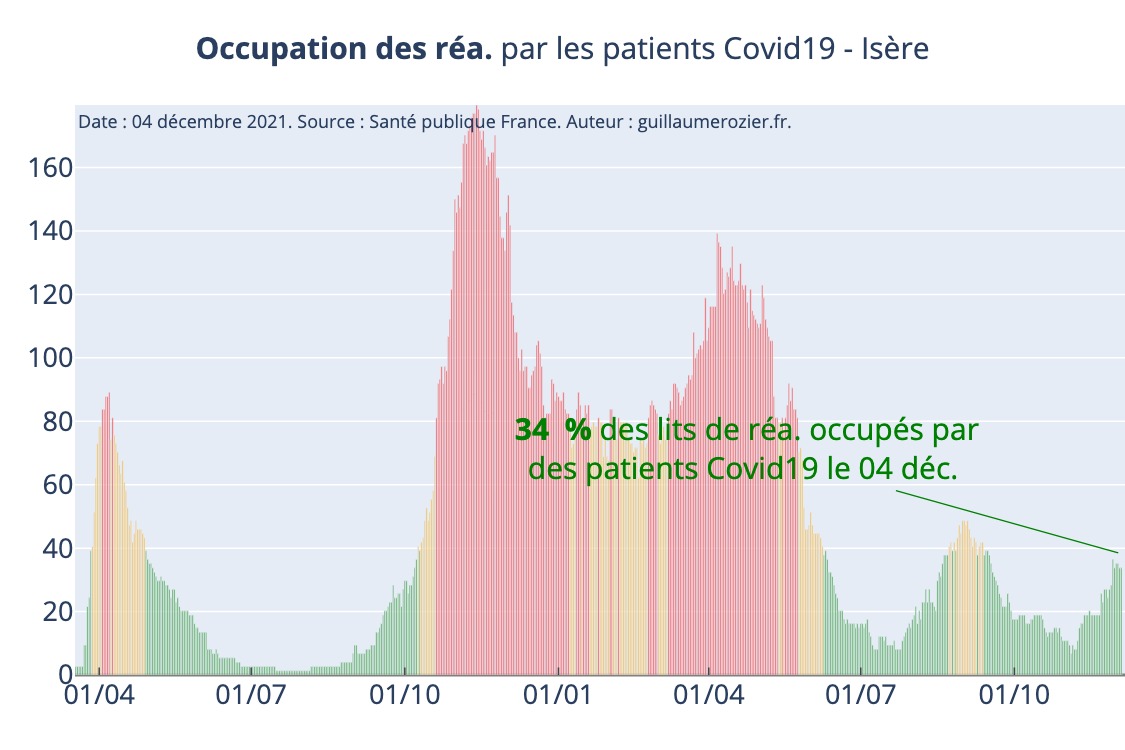 Occupation des réa. par les patients Covid19 - Isère
Date : 04 décembre 2021. Source : Santé publique France. Auteur : guillaumerozier.fr.
160
140
120
100
80
34 % des lits de réa. occupés par
des patients Covid19 le 04 déc.
60
40
20
0
01/04 01/07 01/10 01/01 01/04 01/07 01/10